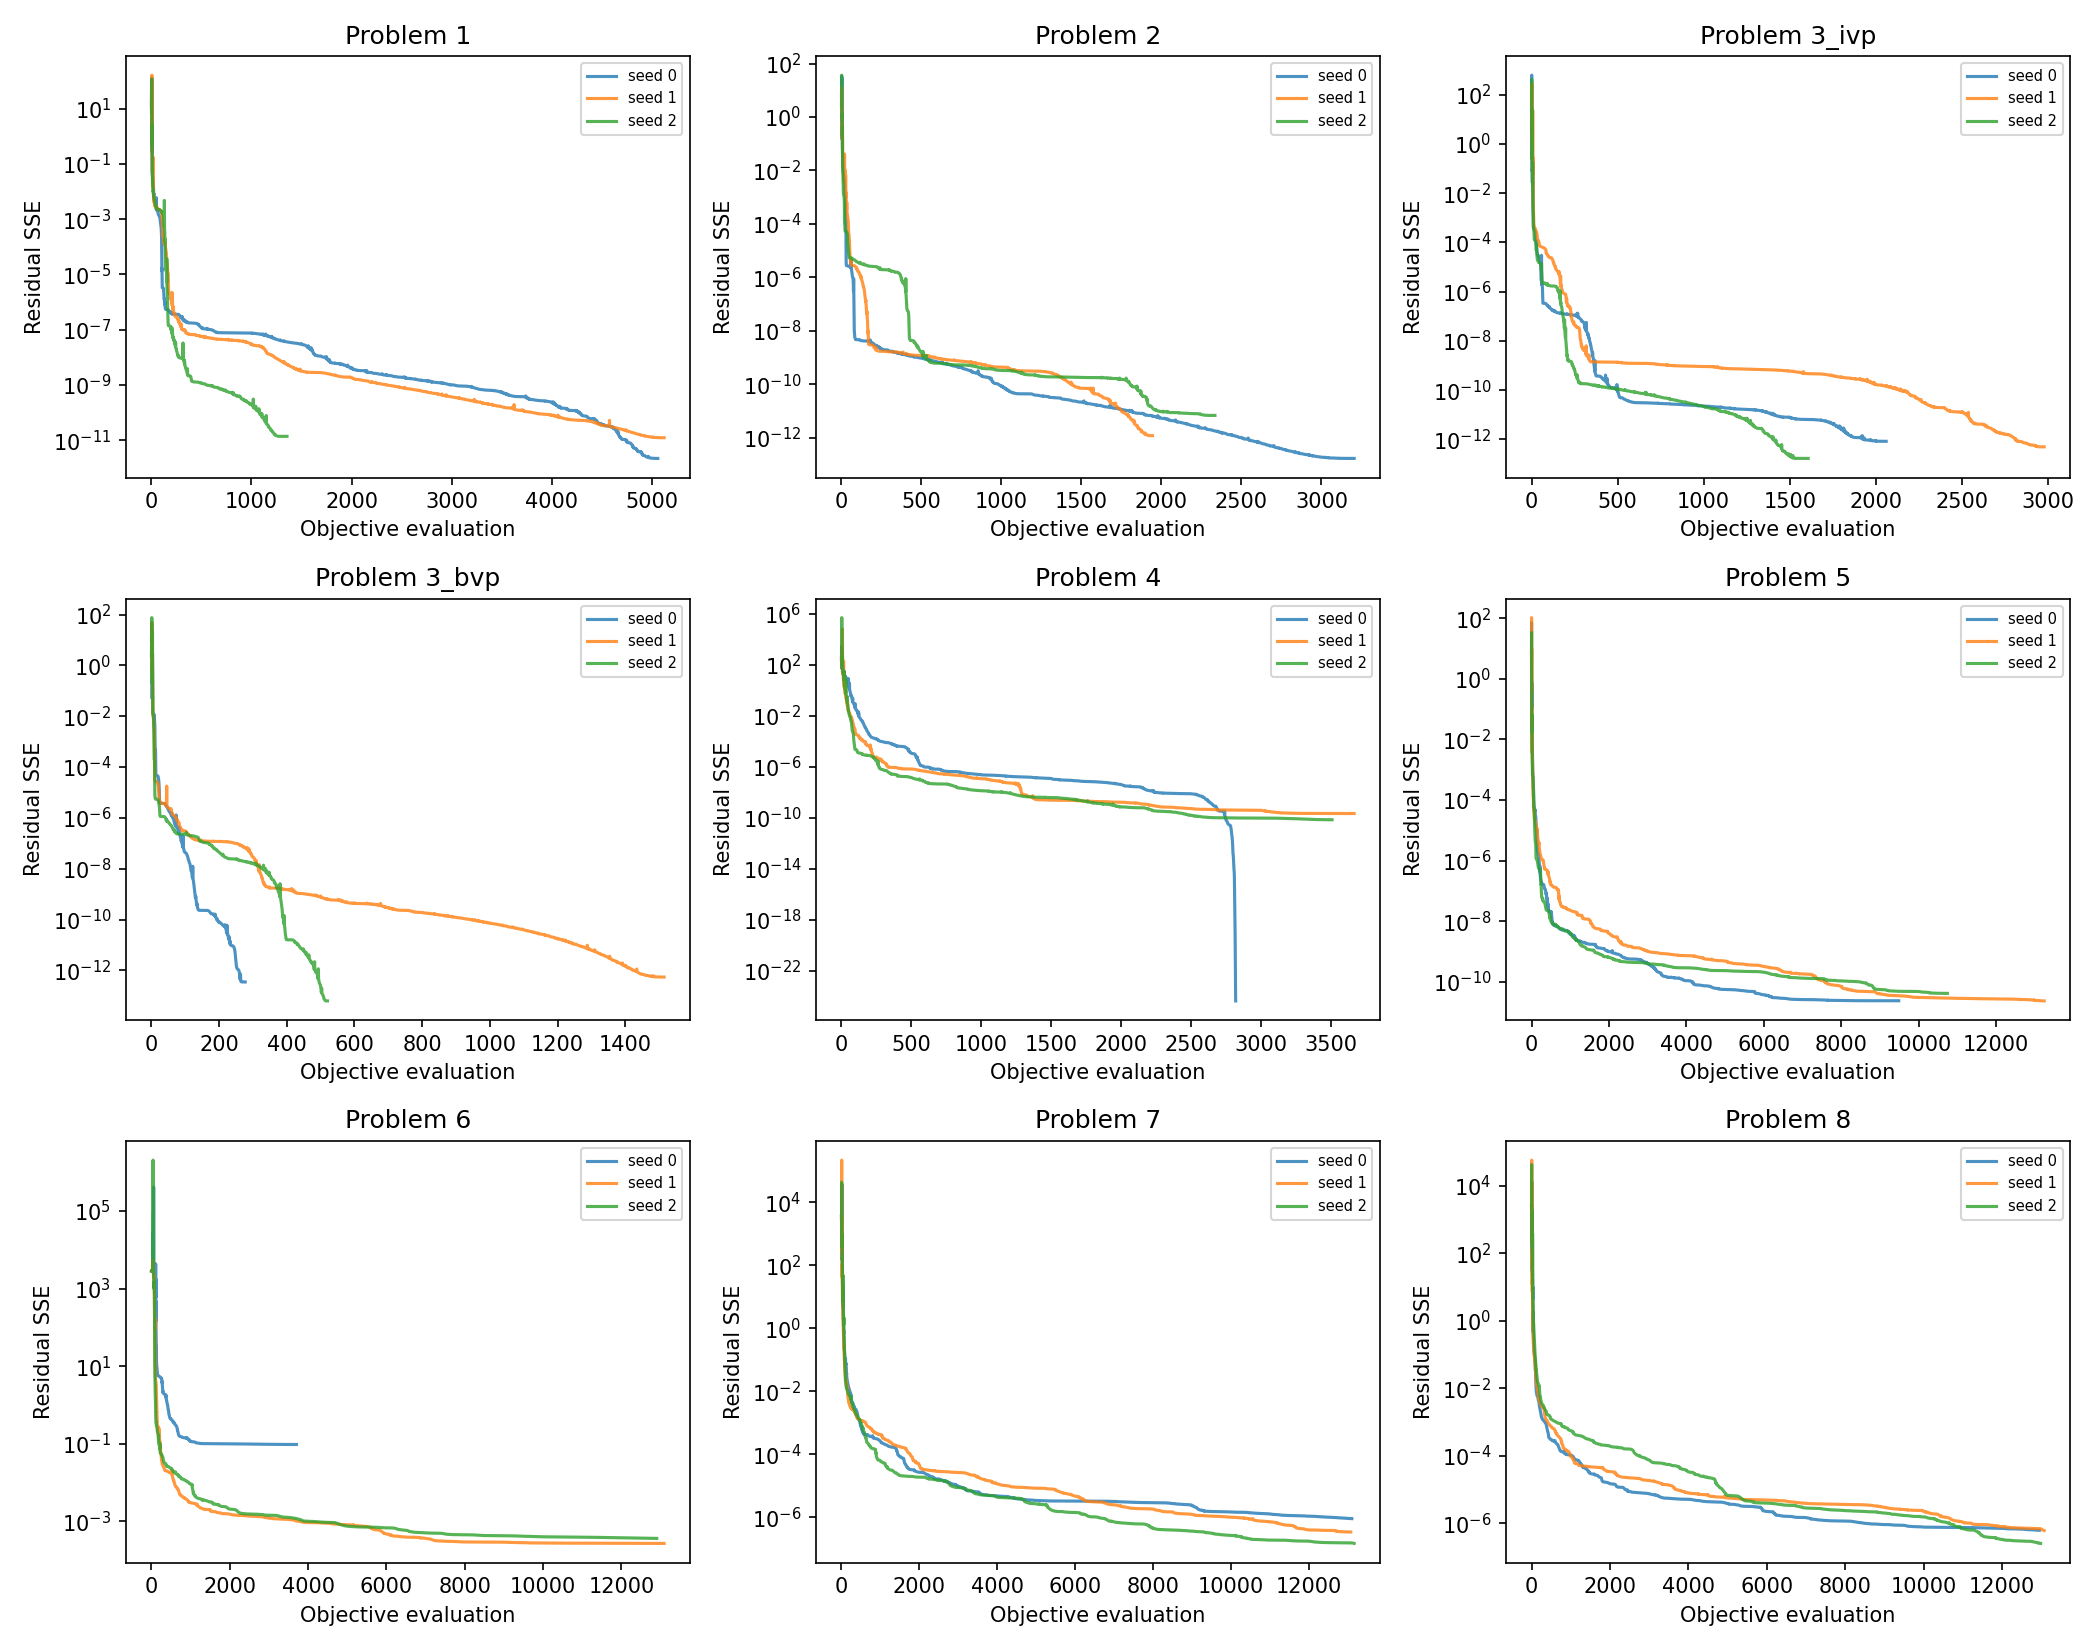 Problem 1
Residual SSE
10^1
10^-1
10^-3
10^-5
10^-7
10^-9
10^-11
seed 0
seed 1
seed 2
0 1000 2000 3000 4000 5000
Objective evaluation
Problem 2
Residual SSE
10^2
10^0
10^-2
10^-4
10^-6
10^-8
10^-10
10^-12
seed 0
seed 1
seed 2
0 500 1000 1500 2000 2500 3000
Objective evaluation
Problem 3_ivp
Residual SSE
10^2
10^0
10^-2
10^-4
10^-6
10^-8
10^-10
10^-12
seed 0
seed 1
seed 2
0 500 1000 1500 2000 2500 3000
Objective evaluation
Problem 3_bvp
Residual SSE
10^2
10^0
10^-2
10^-4
10^-6
10^-8
10^-10
10^-12
seed 0
seed 1
seed 2
0 200 400 600 800 1000 1200 1400
Objective evaluation
Problem 4
Residual SSE
10^6
10^2
10^-2
10^-6
10^-10
10^-14
10^-18
10^-22
seed 0
seed 1
seed 2
0 500 1000 1500 2000 2500 3000 3500
Objective evaluation
Problem 5
Residual SSE
10^2
10^0
10^-2
10^-4
10^-6
10^-8
10^-10
seed 0
seed 1
seed 2
0 2000 4000 6000 8000 10000 12000
Objective evaluation
Problem 6
Residual SSE
10^5
10^3
10^1
10^-1
10^-3
seed 0
seed 1
seed 2
0 2000 4000 6000 8000 10000 12000
Objective evaluation
Problem 7
Residual SSE
10^4
10^2
10^0
10^-2
10^-4
10^-6
seed 0
seed 1
seed 2
0 2000 4000 6000 8000 10000 12000
Objective evaluation
Problem 8
Residual SSE
10^4
10^2
10^0
10^-2
10^-4
10^-6
seed 0
seed 1
seed 2
0 2000 4000 6000 8000 10000 12000
Objective evaluation